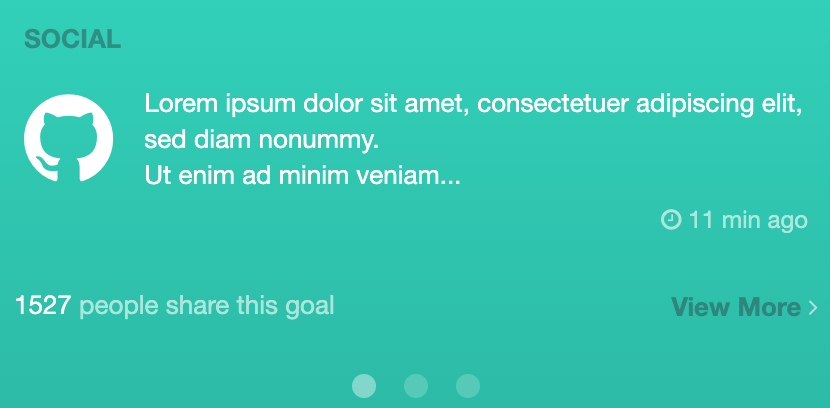 SOCIAL
Lorem ipsum dolor sit amet, consectetuer adipiscing elit,
sed diam nonummy.
Ut enim ad minim veniam...
11 min ago
1527 people share this goal
View More